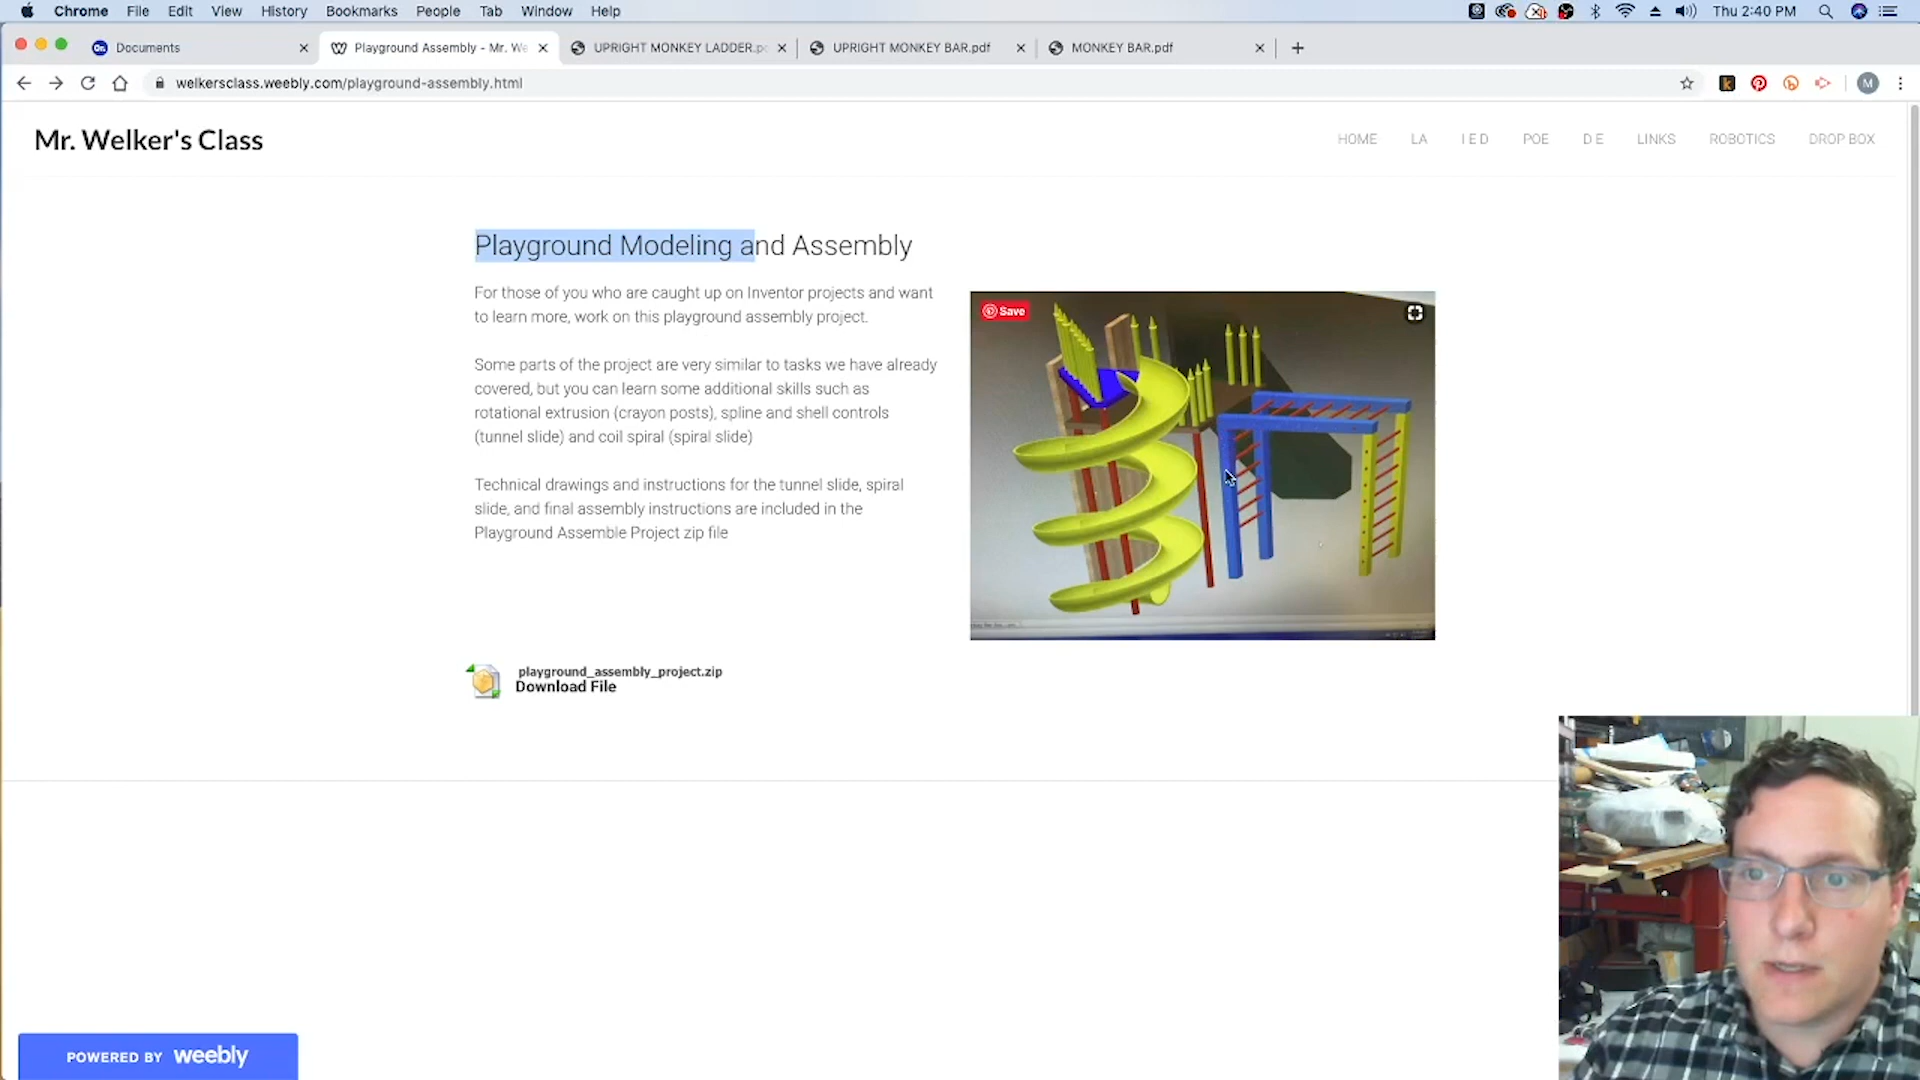 Chrome File Edit View History Bookmarks People Tab Window Help
Thu 2:40 PM
Documents
Playground Assembly - Mr. We
UPRIGHT MONKEY LADDER.p
UPRIGHT MONKEY BAR.pdf
MONKEY BAR.pdf
welkersclass.weebly.com/playground-assembly.html
M
Mr. Welker's Class
HOME LA I E D POE D E LINKS ROBOTICS DROP BOX
Playground Modeling and Assembly
For those of you who are caught up on Inventor projects and want
to learn more, work on this playground assembly project.
Some parts of the project are very similar to tasks we have already
covered, but you can learn some additional skills such as
rotational extrusion (crayon posts), spline and shell controls
(tunnel slide) and coil spiral (spiral slide)
Technical drawings and instructions for the tunnel slide, spiral
slide, and final assembly instructions are included in the
Playground Assemble Project zip file
Save
playground_assembly_project.zip
Download File
POWERED BY weebly